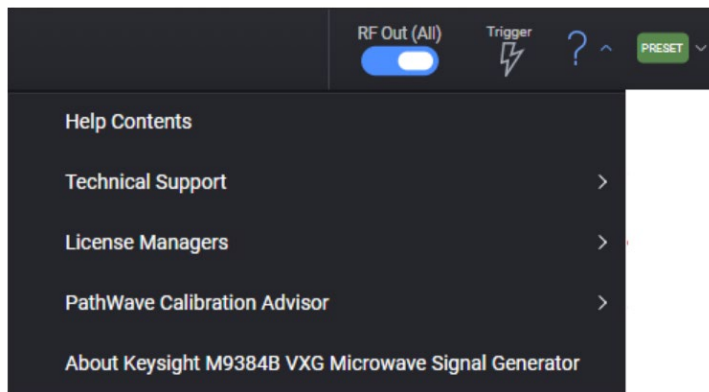 RF Out (All)
Trigger
?
PRESET
Help Contents
Technical Support
License Managers
PathWave Calibration Advisor
About Keysight M9384B VXG Microwave Signal Generator